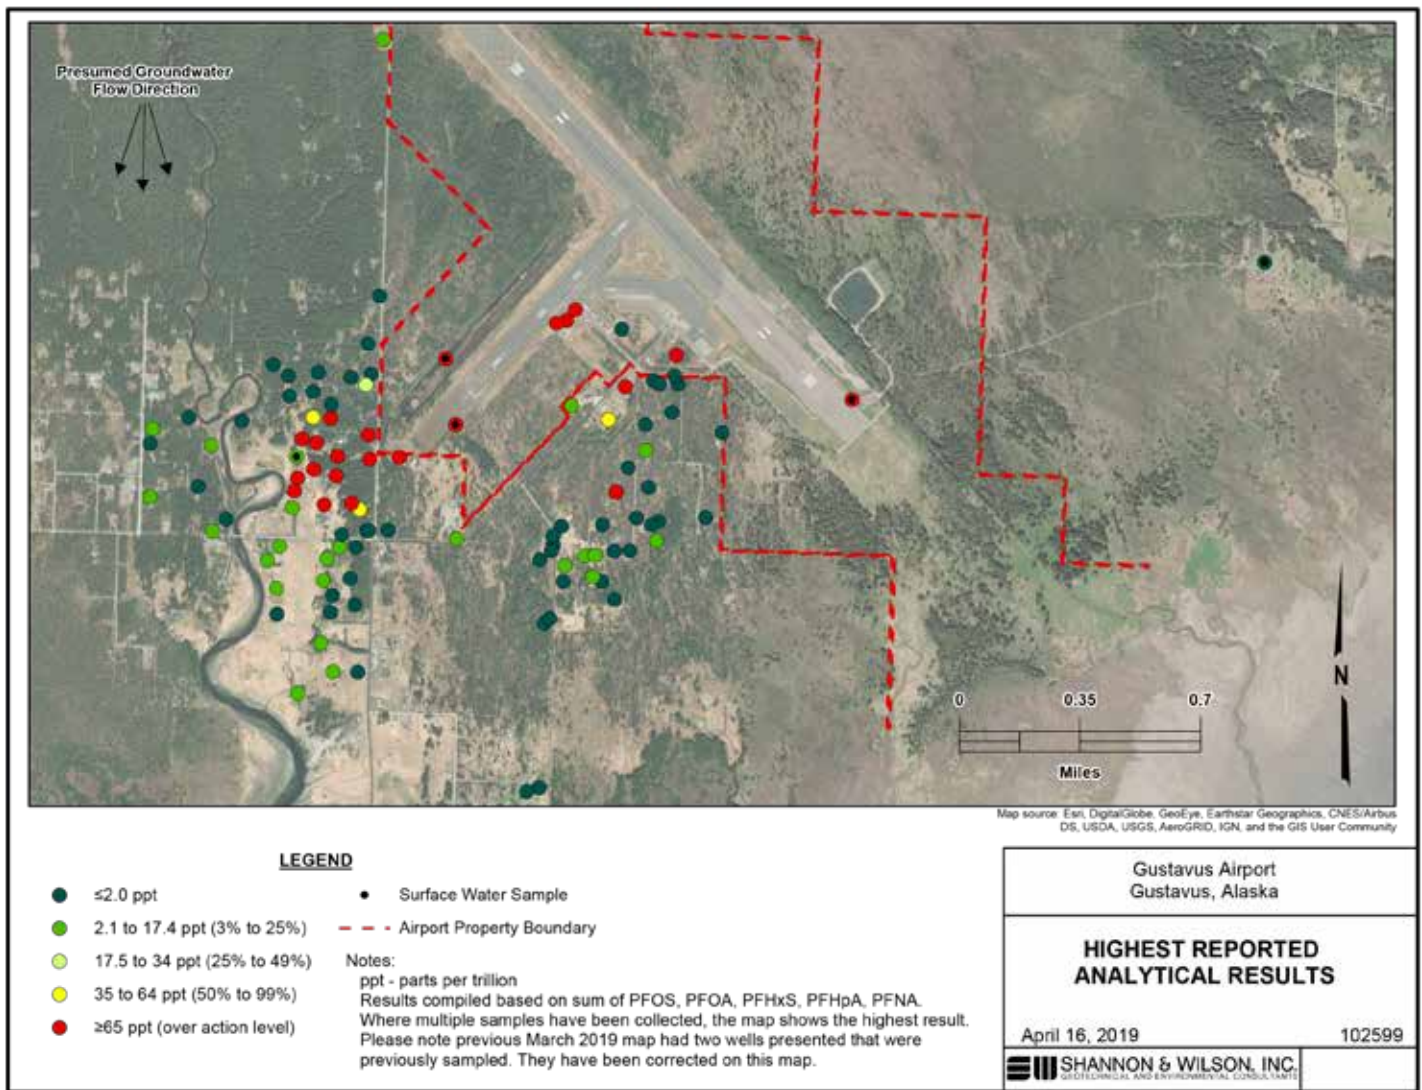 Presumed Groundwater
Flow Direction
N
0 0.35 0.7
Miles
Map source: Esri, DigitalGlobe, GeoEye, Earthstar Geographics, CNES/Airbus
DS, USDA, USGS, AeroGRID, IGN, and the GIS User Community
LEGEND
≤2.0 ppt
2.1 to 17.4 ppt (3% to 25%)
17.5 to 34 ppt (25% to 49%)
35 to 64 ppt (50% to 99%)
≥65 ppt (over action level)
Surface Water Sample
Airport Property Boundary
Notes:
ppt - parts per trillion
Results compiled based on sum of PFOS, PFOA, PFHxS, PFHpA, PFNA.
Where multiple samples have been collected, the map shows the highest result.
Please note previous March 2019 map had two wells presented that were
previously sampled. They have been corrected on this map.
Gustavus Airport
Gustavus, Alaska
HIGHEST REPORTED
ANALYTICAL RESULTS
April 16, 2019 102599
SHANNON & WILSON, INC.
GEOTECHNICAL AND ENVIRONMENTAL CONSULTANTS